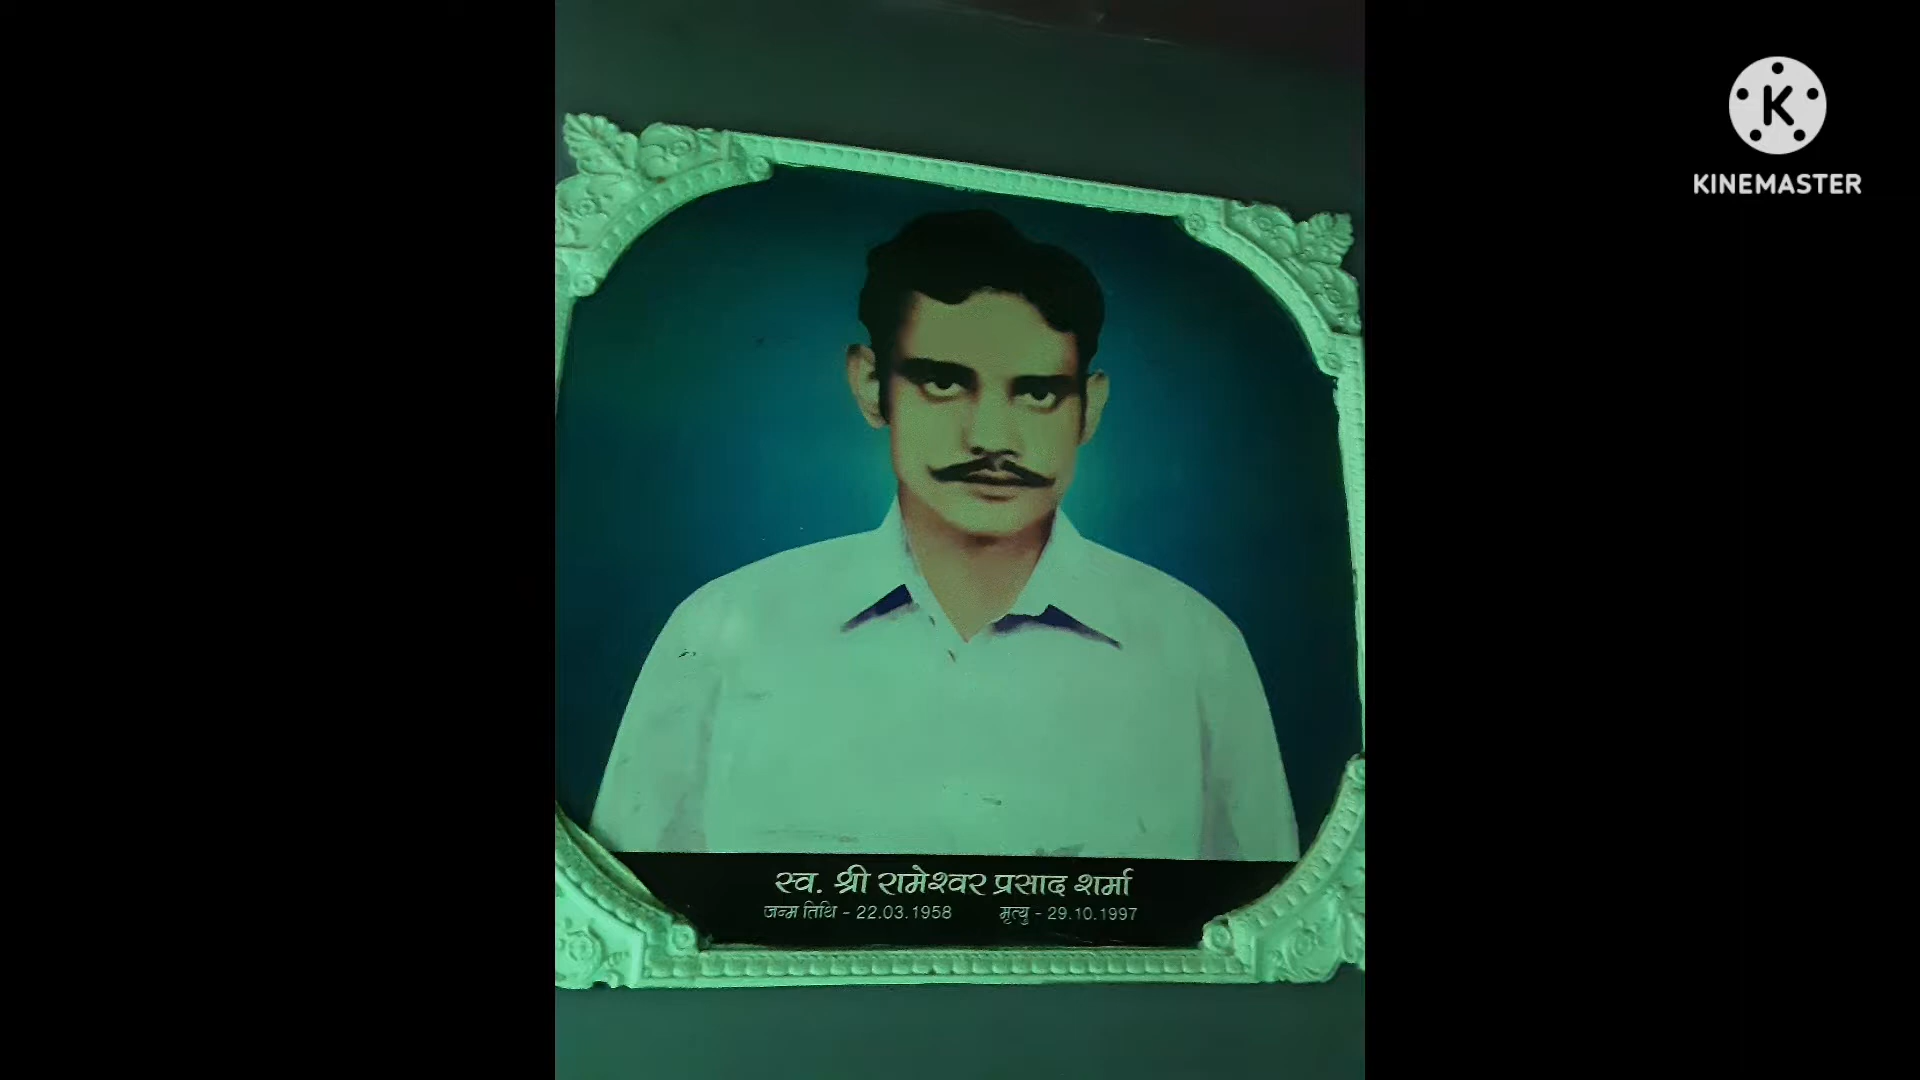 K
KINEMASTER
स्व. श्री रामेश्वर प्रसाद शर्मा
जन्म तिथि - 22.03.1958 मृत्यु - 29.10.1997